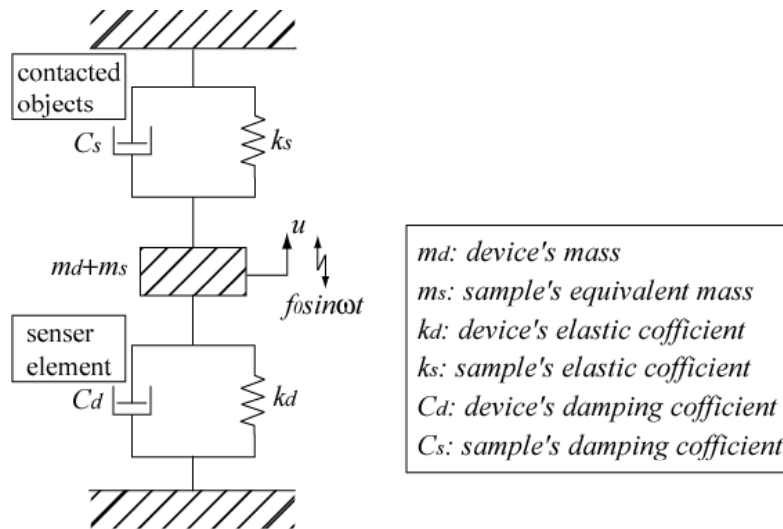 contacted
objects
Cs
ks
u
md+ms
f0sinωt
senser
element
Cd
kd
md: device's mass
ms: sample's equivalent mass
kd: device's elastic cofficient
ks: sample's elastic cofficient
Cd: device's damping cofficient
Cs: sample's damping cofficient